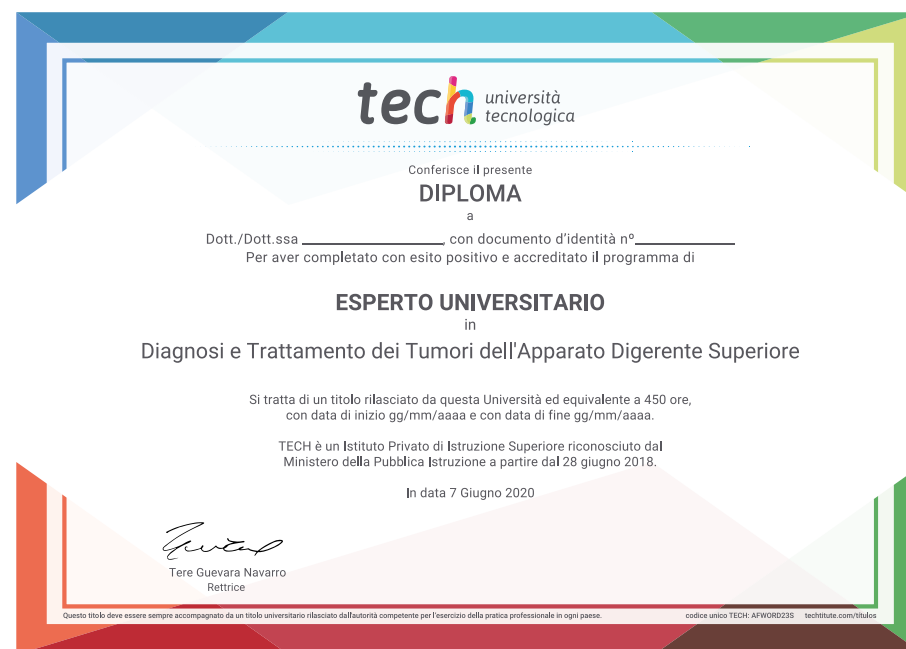 tech università
tecnologica
Conferisce il presente
DIPLOMA
a
Dott./Dott.ssa ____________________, con documento d'identità nº______________
Per aver completato con esito positivo e accreditato il programma di
ESPERTO UNIVERSITARIO
in
Diagnosi e Trattamento dei Tumori dell'Apparato Digerente Superiore
Si tratta di un titolo rilasciato da questa Università ed equivalente a 450 ore,
con data di inizio gg/mm/aaaa e con data di fine gg/mm/aaaa.
TECH è un Istituto Privato di Istruzione Superiore riconosciuto dal
Ministero della Pubblica Istruzione a partire dal 28 giugno 2018.
In data 7 Giugno 2020
Tere Guevara Navarro
Rettrice
Questo titolo deve essere sempre accompagnato da un titolo universitario rilasciato dall'autorità competente per l'esercizio della pratica professionale in ogni paese. codice unico TECH: AFWORD23S techtitute.com/titulos